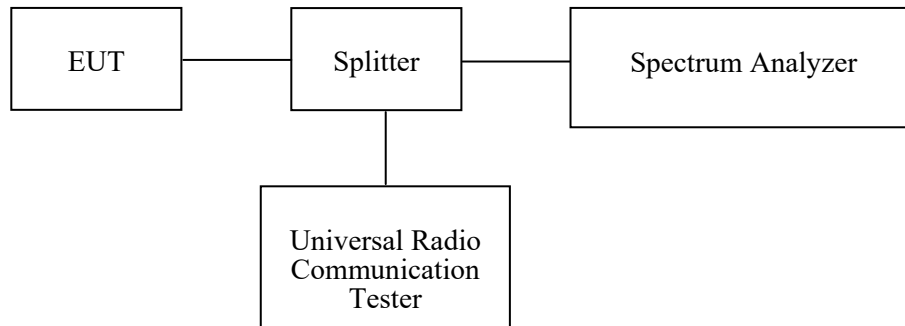 EUT
Splitter
Spectrum Analyzer
Universal Radio
Communication
Tester